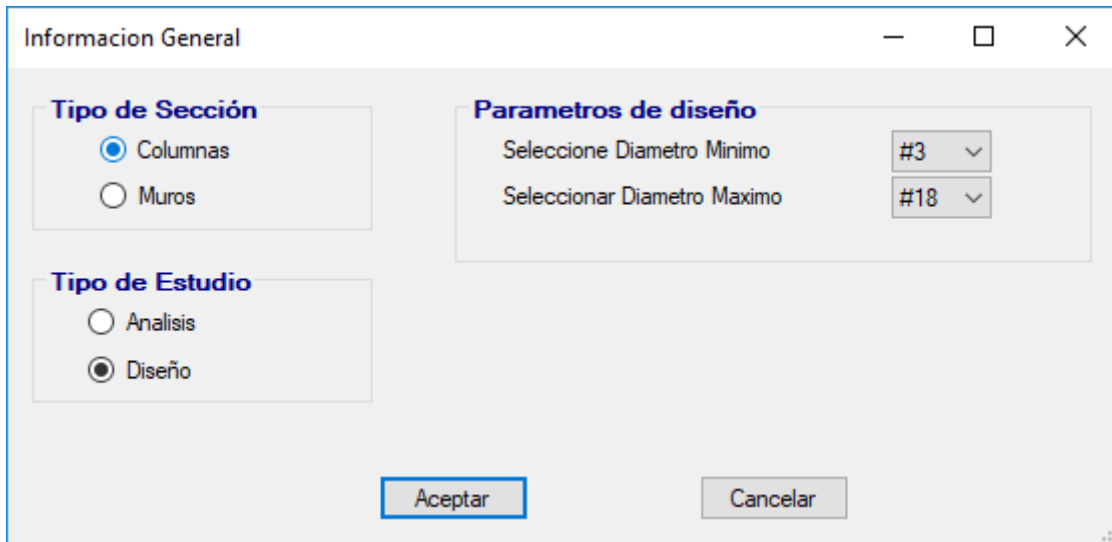 Informacion General
Tipo de Sección
Columnas
Muros
Parametros de diseño
Seleccione Diametro Minimo #3
Seleccionar Diametro Maximo #18
Tipo de Estudio
Analisis
Diseño
Aceptar Cancelar